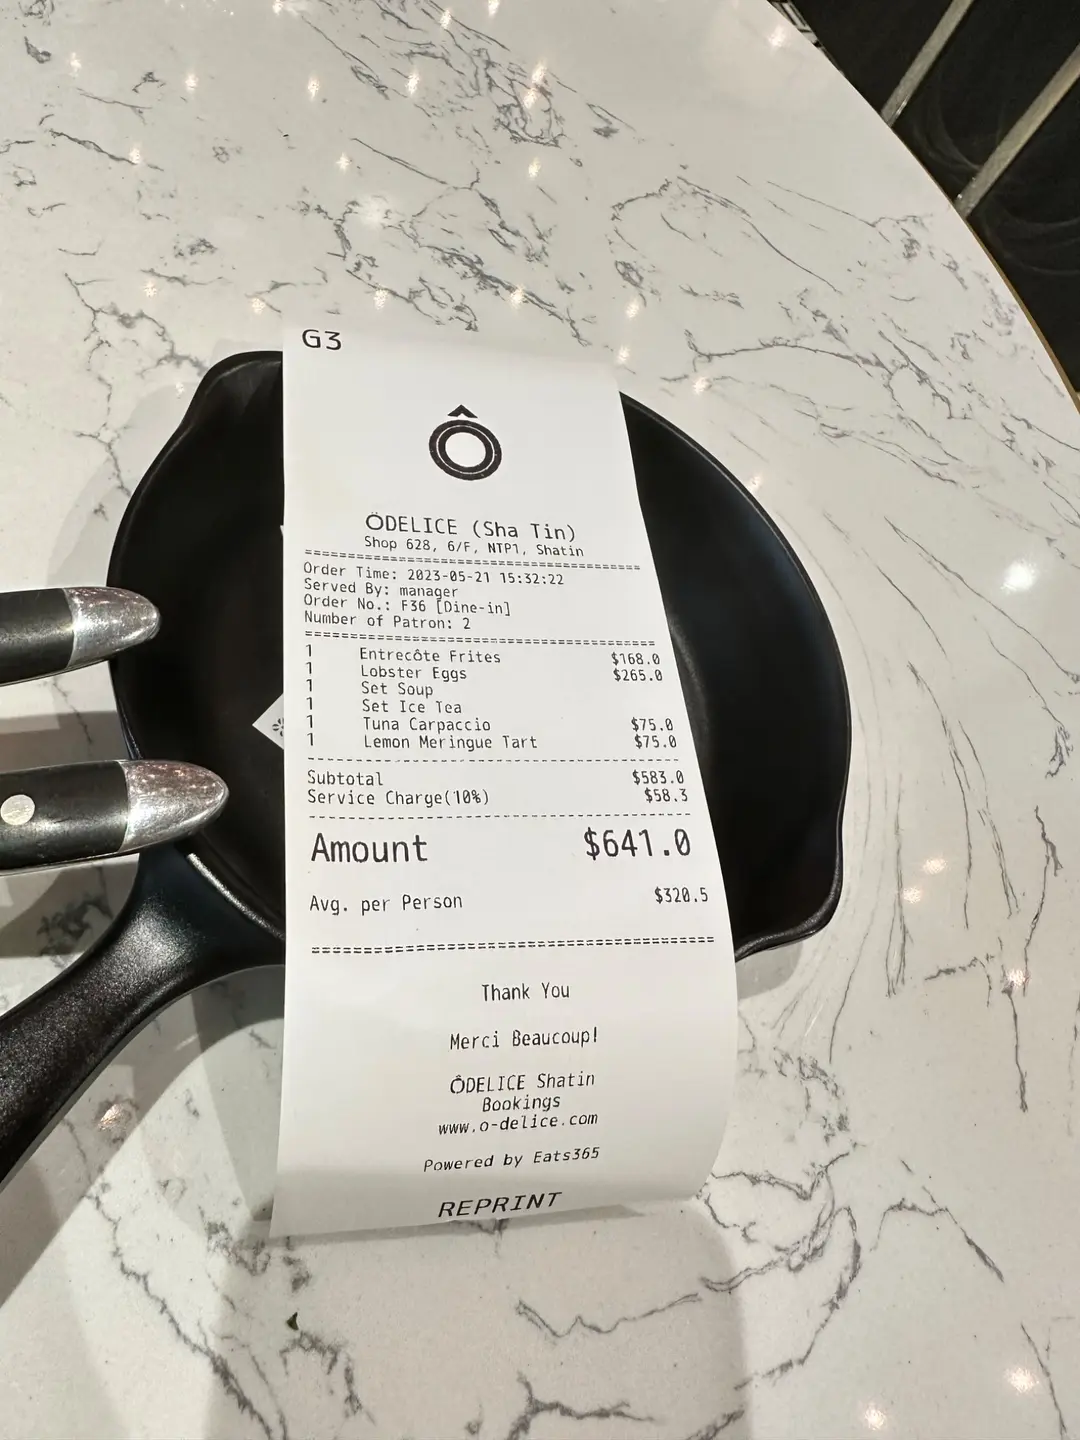 G3
Ô
ÔDELICE (Sha Tin)
Shop 628, 6/F, NTP1, Shatin
========================================
Order Time: 2023-05-21 15:32:22
Served By: manager
Order No.: F36 [Dine-in]
Number of Patron: 2
========================================
1 Entrecôte Frites $168.0
1 Lobster Eggs $265.0
1 Set Soup
1 Set Ice Tea
1 Tuna Carpaccio $75.0
1 Lemon Meringue Tart $75.0
----------------------------------------
Subtotal $583.0
Service Charge(10%) $58.3
----------------------------------------
Amount $641.0
Avg. per Person $320.5
========================================
Thank You
Merci Beaucoup!
ÔDELICE Shatin
Bookings
www.o-delice.com
Powered by Eats365
REPRINT